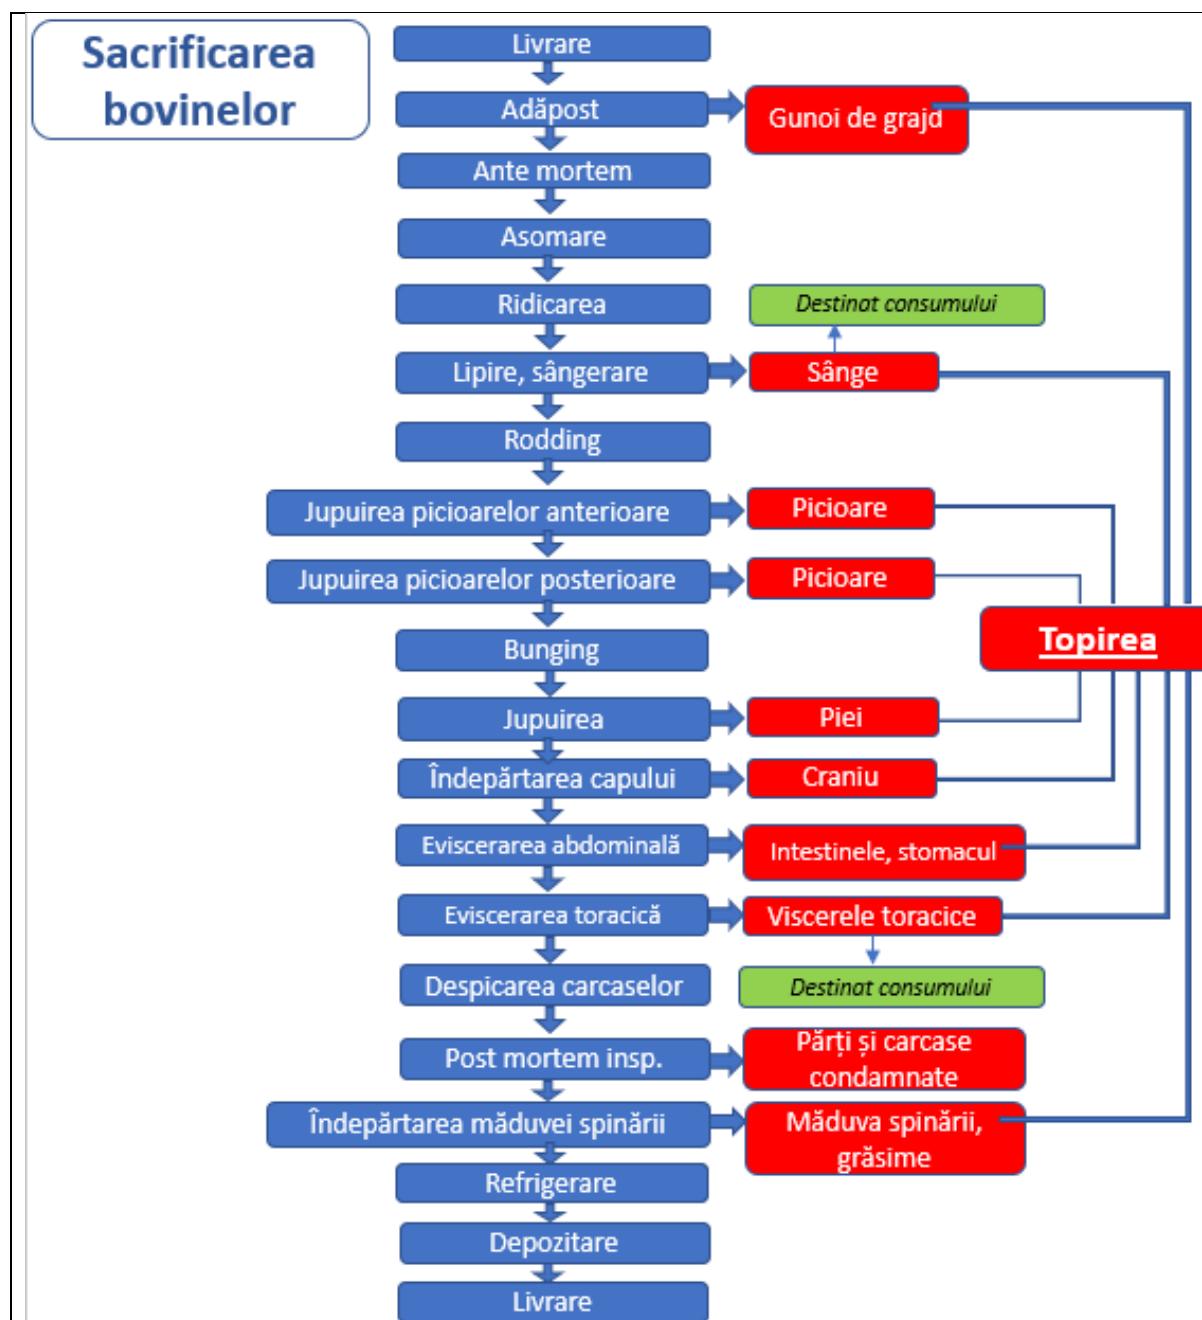 Sacrificarea
bovinelor
Livrare
Adăpost
Gunoi de grajd
Ante mortem
Asomare
Ridicarea
Destinat consumului
Lipire, sângerare
Sânge
Rodding
Jupuirea picioarelor anterioare
Picioare
Jupuirea picioarelor posterioare
Picioare
Topirea
Bunging
Jupuirea
Piei
Îndepărtarea capului
Craniu
Eviscerarea abdominală
Intestinele, stomacul
Eviscerarea toracică
Viscerele toracice
Despicarea carcaselor
Destinat consumului
Post mortem insp.
Părți și carcase
condamnate
Îndepărtarea măduvei spinării
Măduva spinării,
grăsime
Refrigerare
Depozitare
Livrare